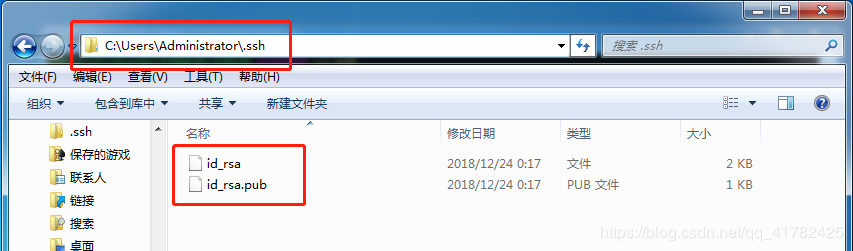 C:\Users\Administrator\.ssh
搜索 .ssh
文件(F) 编辑(E) 查看(V) 工具(T) 帮助(H)
组织 包含到库中 共享 新建文件夹
名称 修改日期 类型 大小
.ssh
保存的游戏
联系人
链接
搜索
桌面
id_rsa 2018/12/24 0:17 文件 2 KB
id_rsa.pub 2018/12/24 0:17 PUB 文件 1 KB
https://blog.csdn.net/qq_41782425